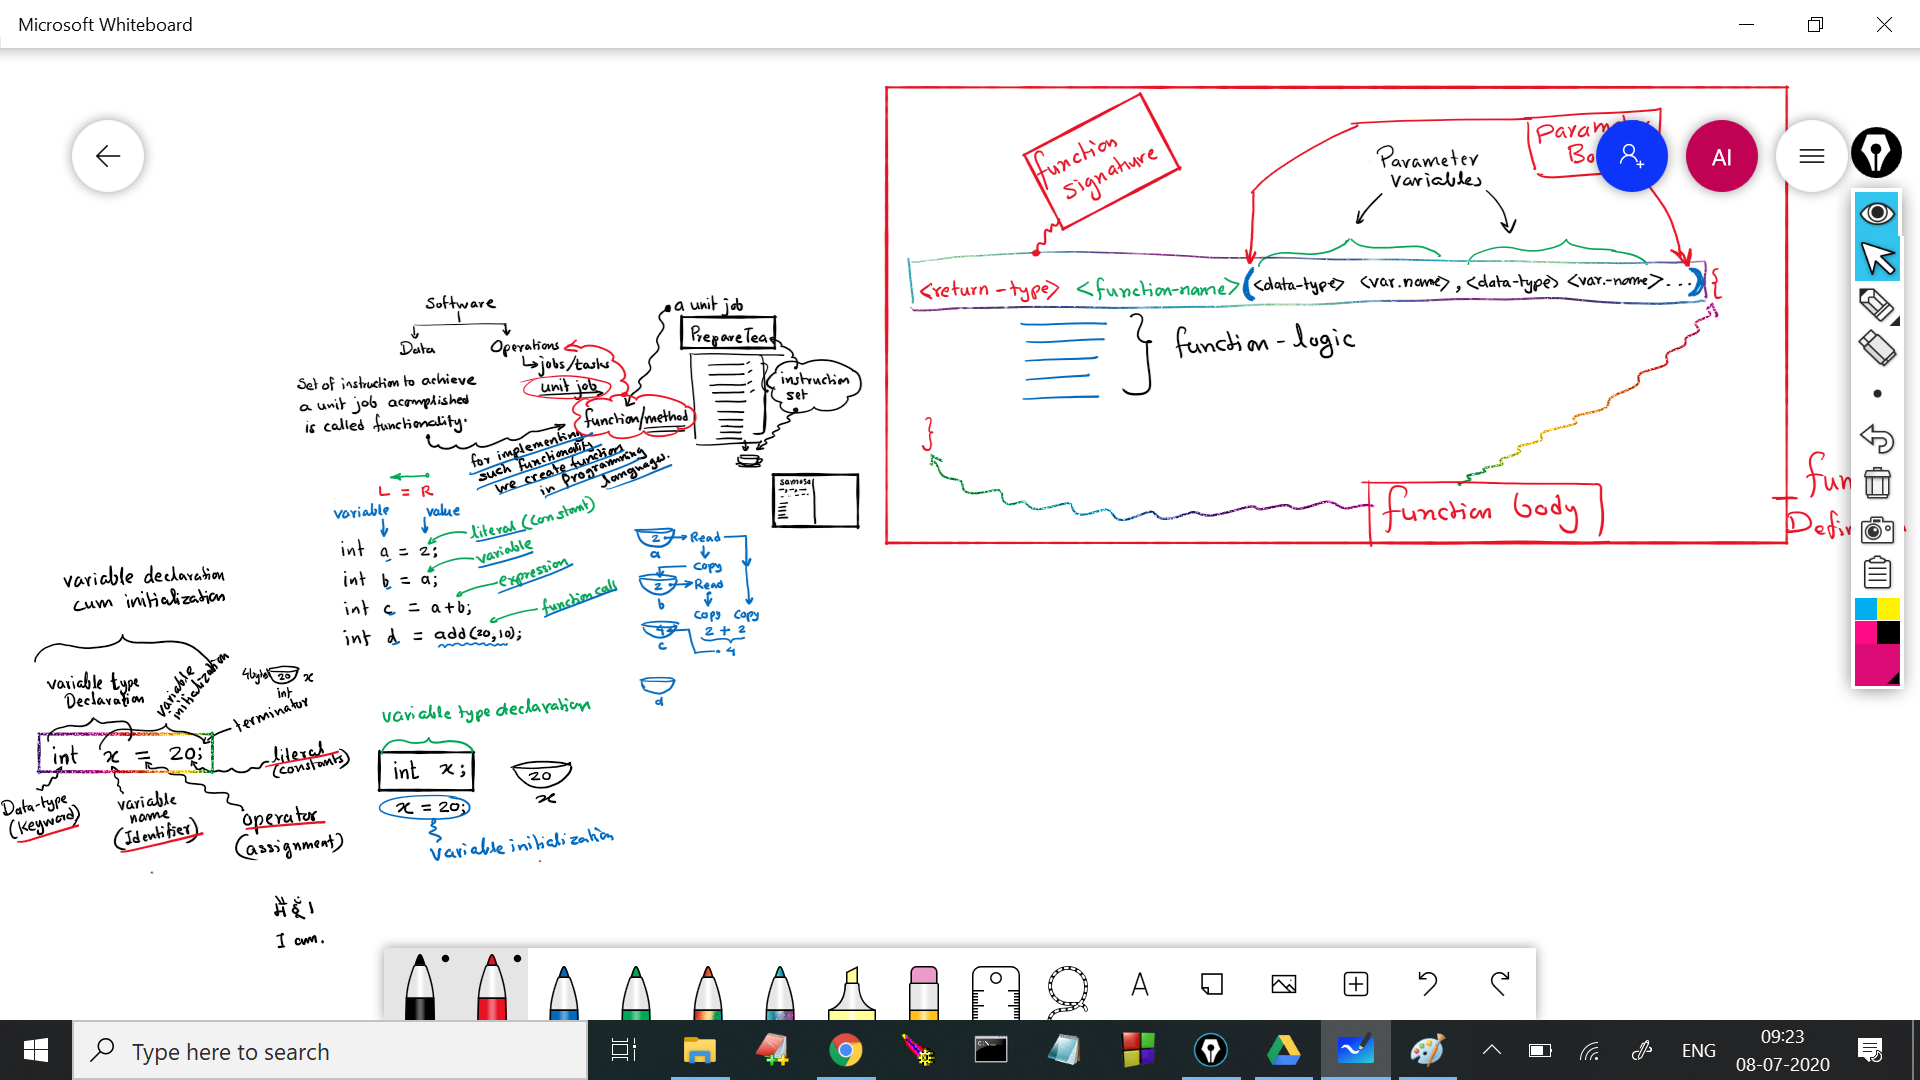 Microsoft Whiteboard
function
signature
Parameter
variables
AI
<return-type> <function-name> (<data-type> <var.name>, <data-type> <var.-name>...) {
function-logic
}
function body
Software
Data
Operations
jobs/tasks
unit job
Set of instruction to achieve
a unit job acomplished
is called functionality.
function/method
for implementing
such functionality
we create function
in programming
languages.
a unit job
PrepareTea
instruction
set
samosa
L = R
variable
value
int a = 2;
int b = a;
int c = a+b;
int d = add(20,10);
literal (constant)
variable
expression
function call
2
a
Read
copy
2
b
Read
copy copy
4
c
2 + 2
4
d
variable declaration
cum initialization
variable type
Declaration
variable
initialization
4byte 20 x
int
terminator
int x = 20;
literal
(constants)
Data-type
(Keyword)
variable
name
(Identifier)
operator
(assignment)
variable type declaration
int x;
x = 20;
20
x
variable initialization
I am.
A
Type here to search
ENG
09:23
08-07-2020